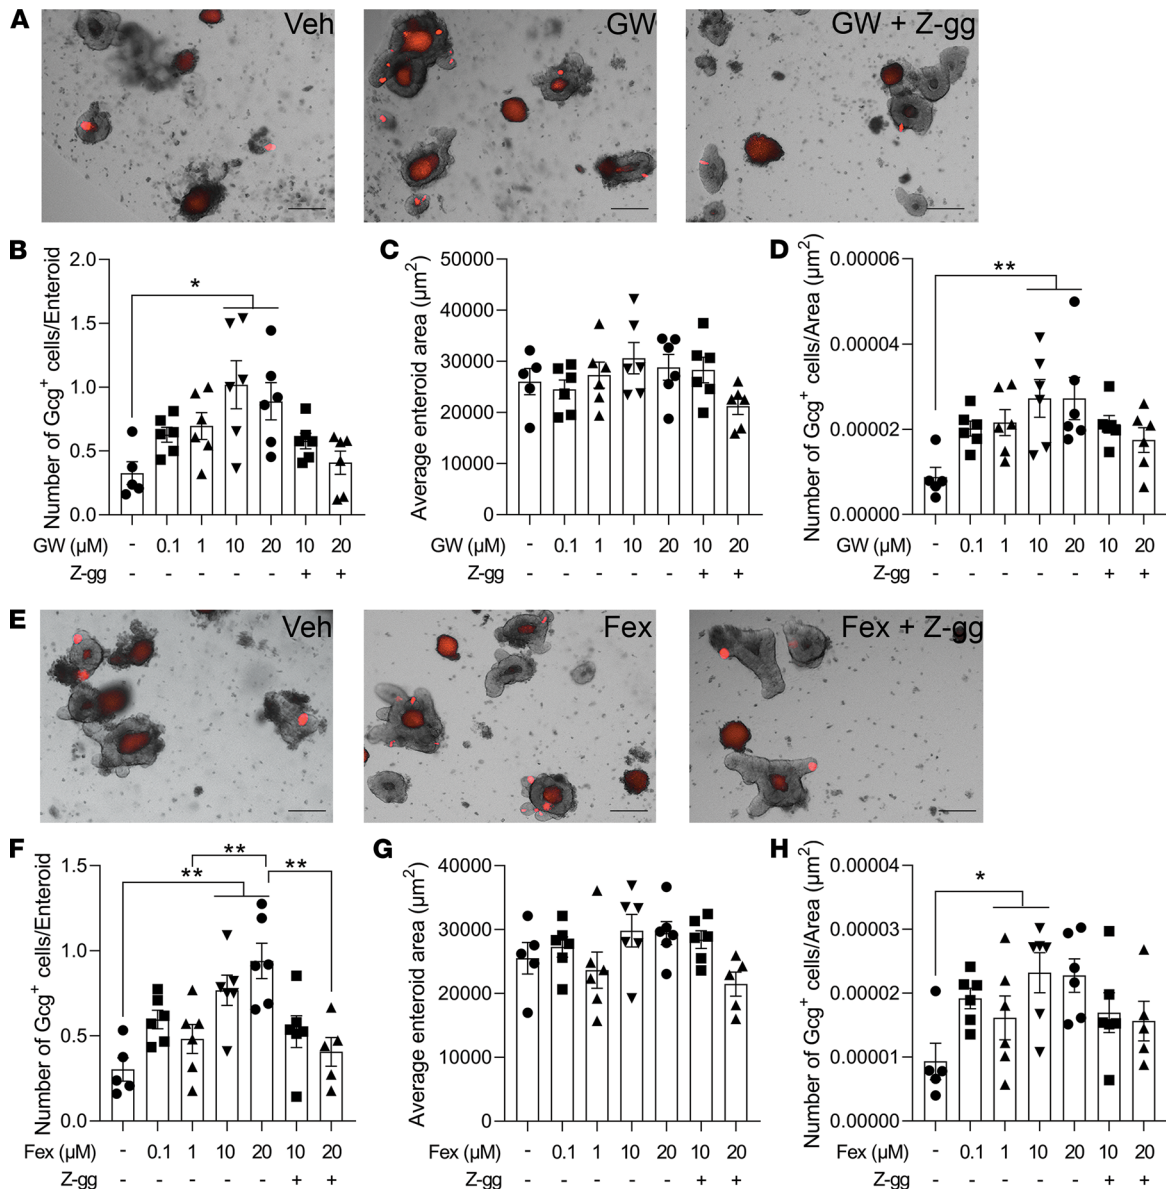 A
Veh
GW
GW + Z-gg
B
Number of Gcg+ cells/Enteroid
2.0
1.5
1.0
0.5
0.0
*
GW (µM)
- 0.1 1 10 20 10 20
Z-gg
- - - - - + +
C
Average enteroid area (µm2)
50000
40000
30000
20000
10000
0
GW (µM)
- 0.1 1 10 20 10 20
Z-gg
- - - - - + +
D
Number of Gcg+ cells/Area (µm2)
0.00006
0.00004
0.00002
0.00000
**
GW (µM)
- 0.1 1 10 20 10 20
Z-gg
- - - - - + +
E
Veh
Fex
Fex + Z-gg
F
Number of Gcg+ cells/Enteroid
1.5
1.0
0.5
0.0
**
**
**
Fex (µM)
- 0.1 1 10 20 10 20
Z-gg
- - - - - + +
G
Average enteroid area (µm2)
40000
30000
20000
10000
0
Fex (µM)
- 0.1 1 10 20 10 20
Z-gg
- - - - - + +
H
Number of Gcg+ cells/Area (µm2)
0.00004
0.00003
0.00002
0.00001
0.00000
*
Fex (µM)
- 0.1 1 10 20 10 20
Z-gg
- - - - - + +